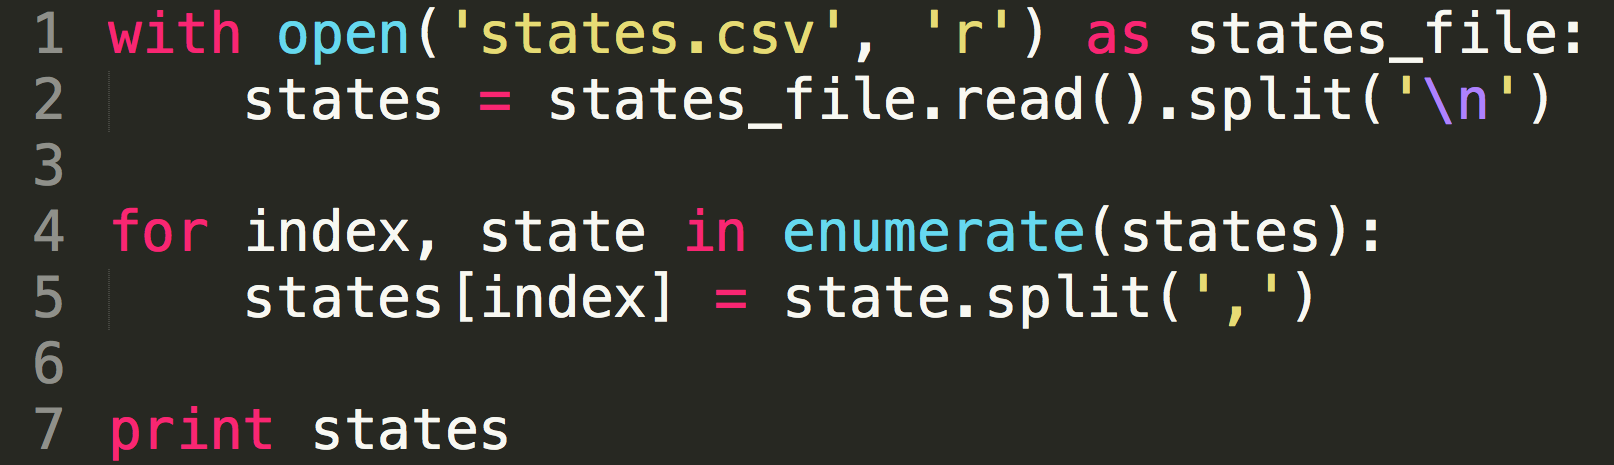 1 with open('states.csv', 'r') as states_file:
2     states = states_file.read().split('\n')
3
4 for index, state in enumerate(states):
5     states[index] = state.split(',')
6
7 print states